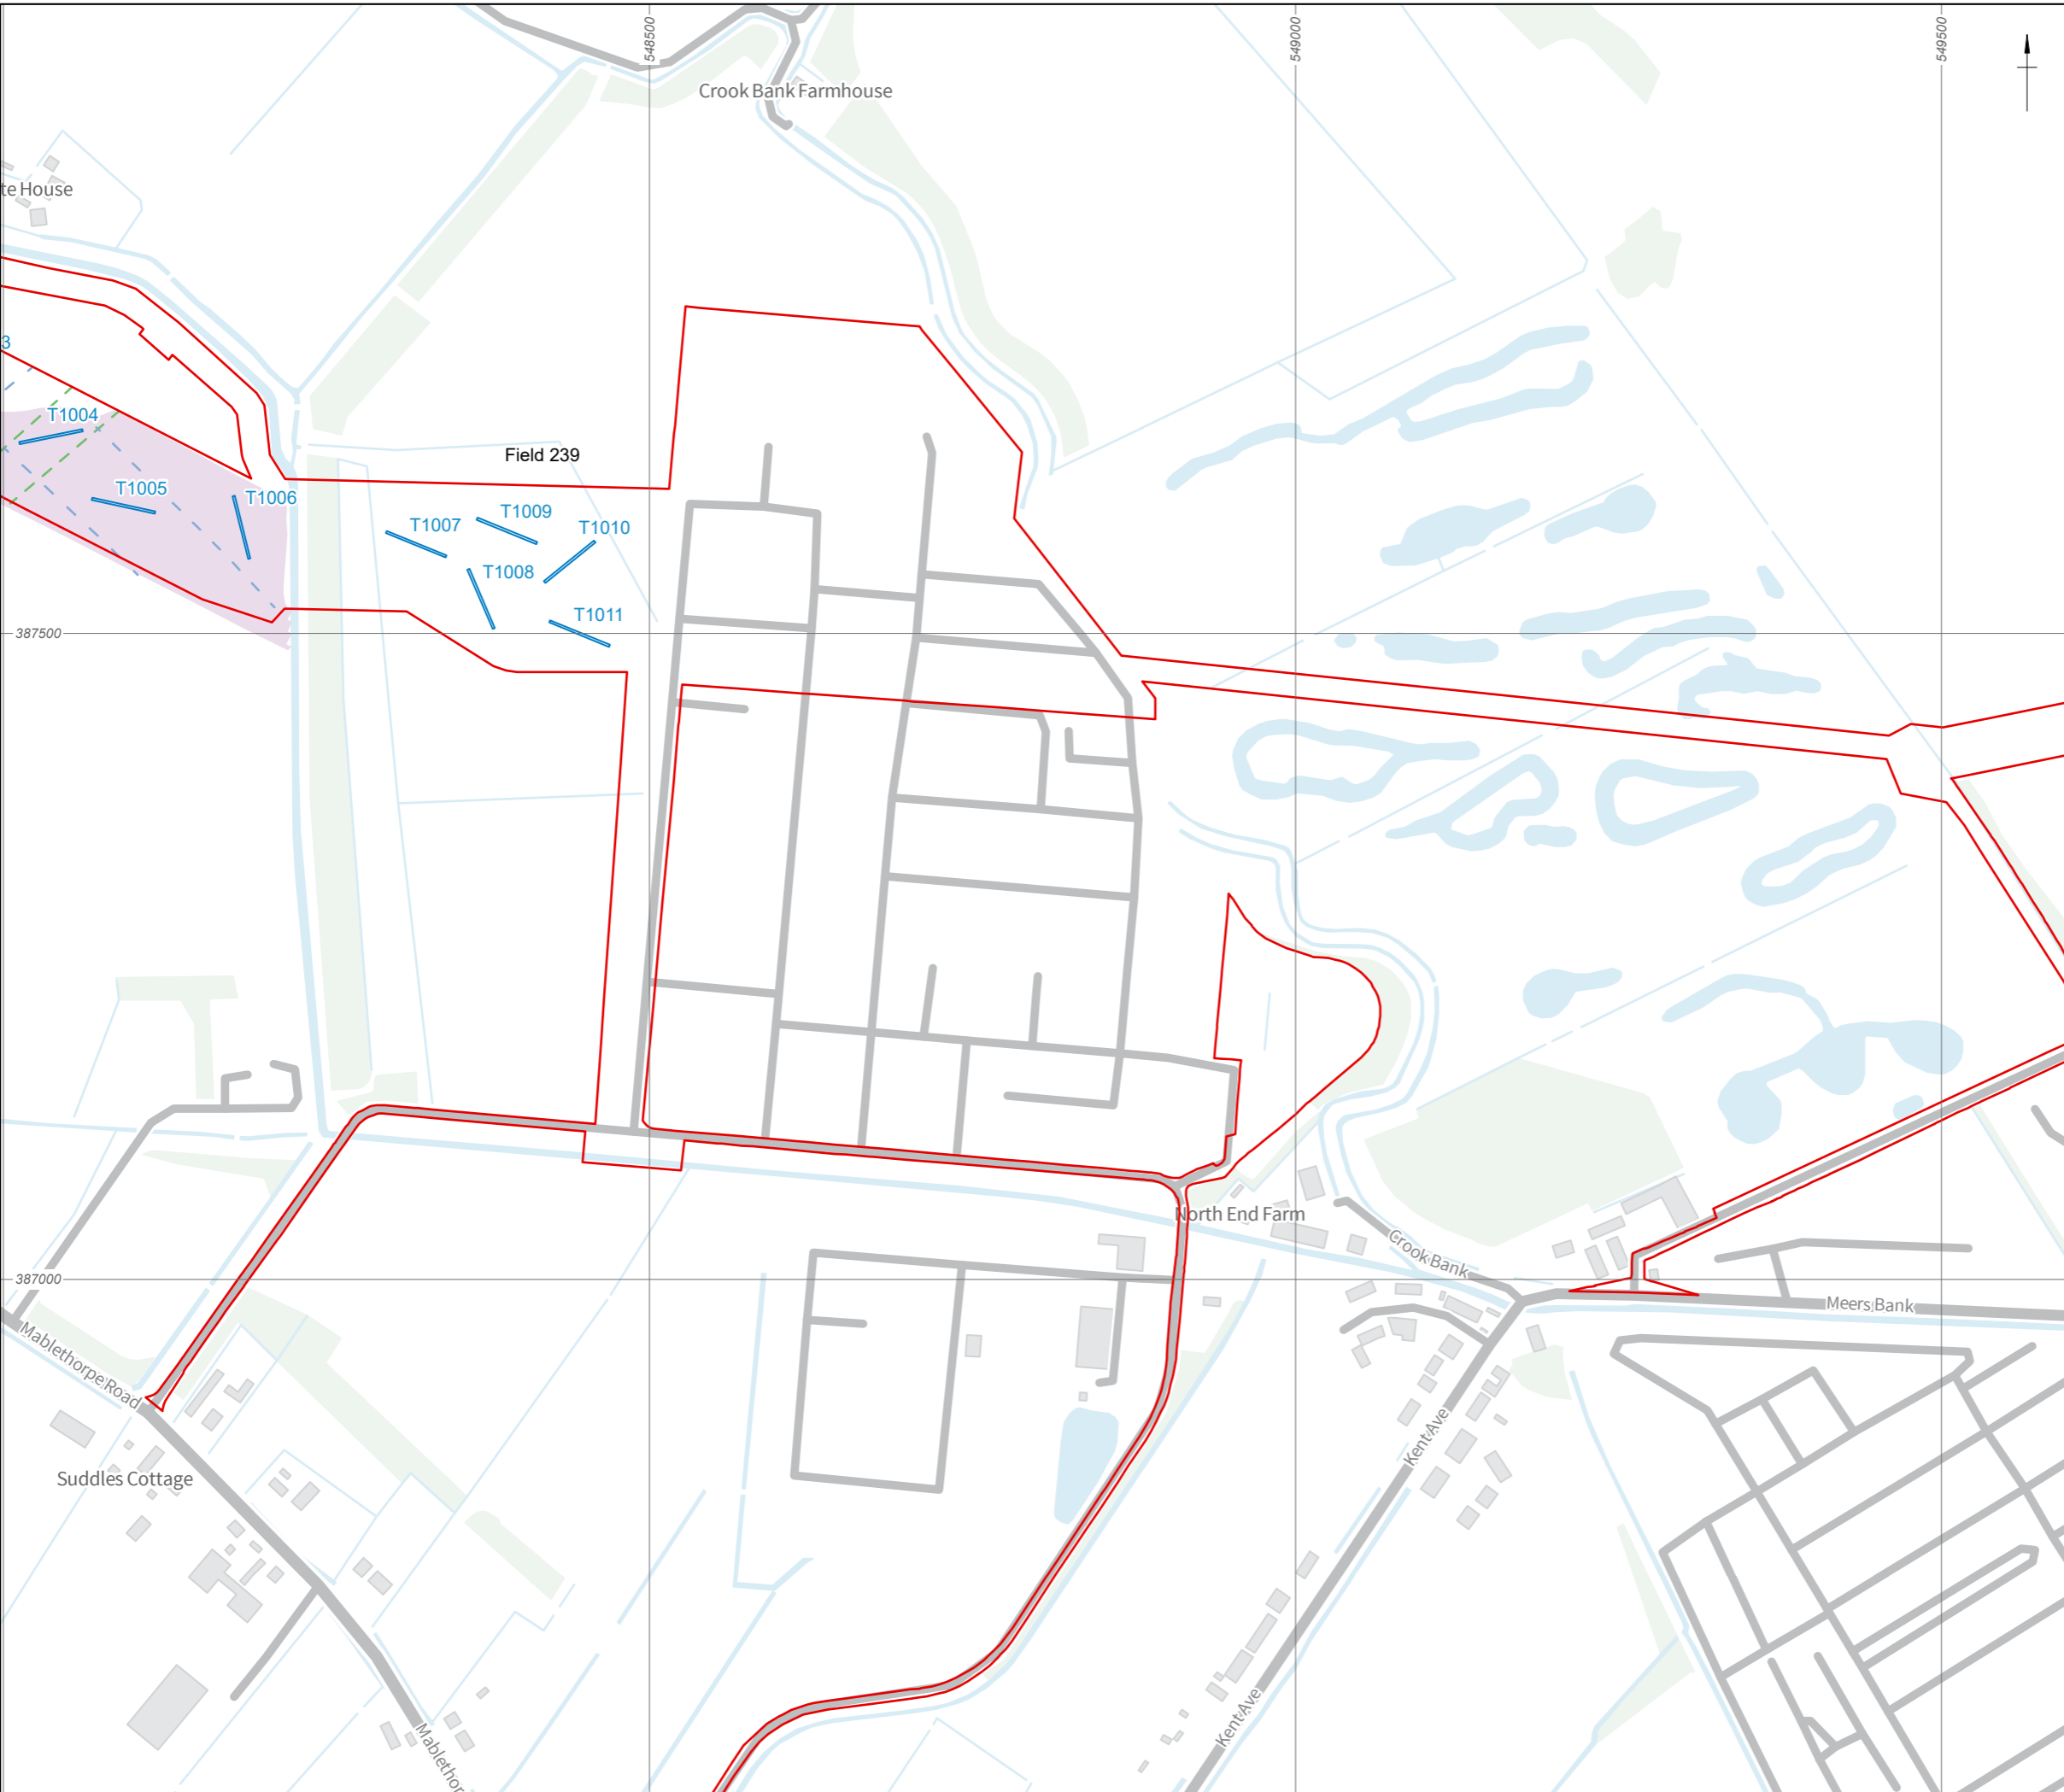 548500
549000
549500
Crook Bank Farmhouse
te House
3
T1004
Field 239
T1005
T1006
T1009
T1007
T1010
T1008
T1011
387500
North End Farm
Crook Bank
387000
Meers Bank
Mablethorpe Road
Kent Ave
Suddles Cottage
Kent Ave
Mablethor